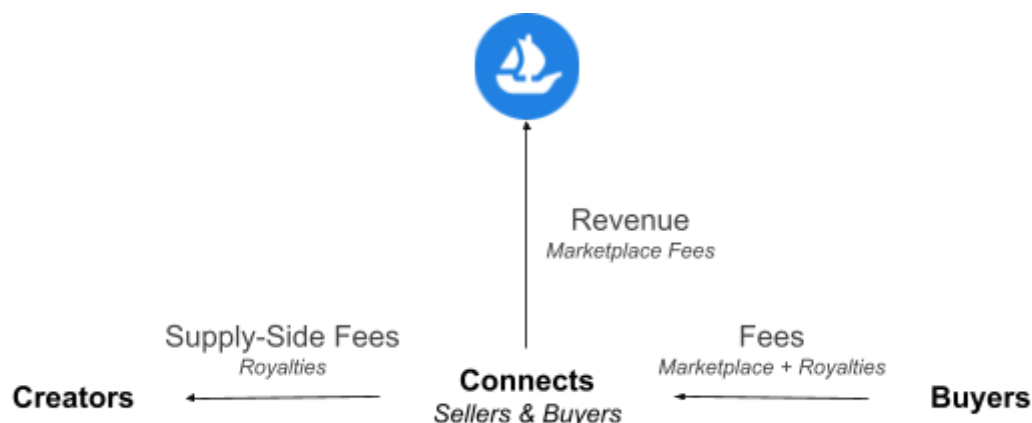 Revenue
Marketplace Fees
Supply-Side Fees
Royalties
Fees
Marketplace + Royalties
Creators
Connects
Sellers & Buyers
Buyers